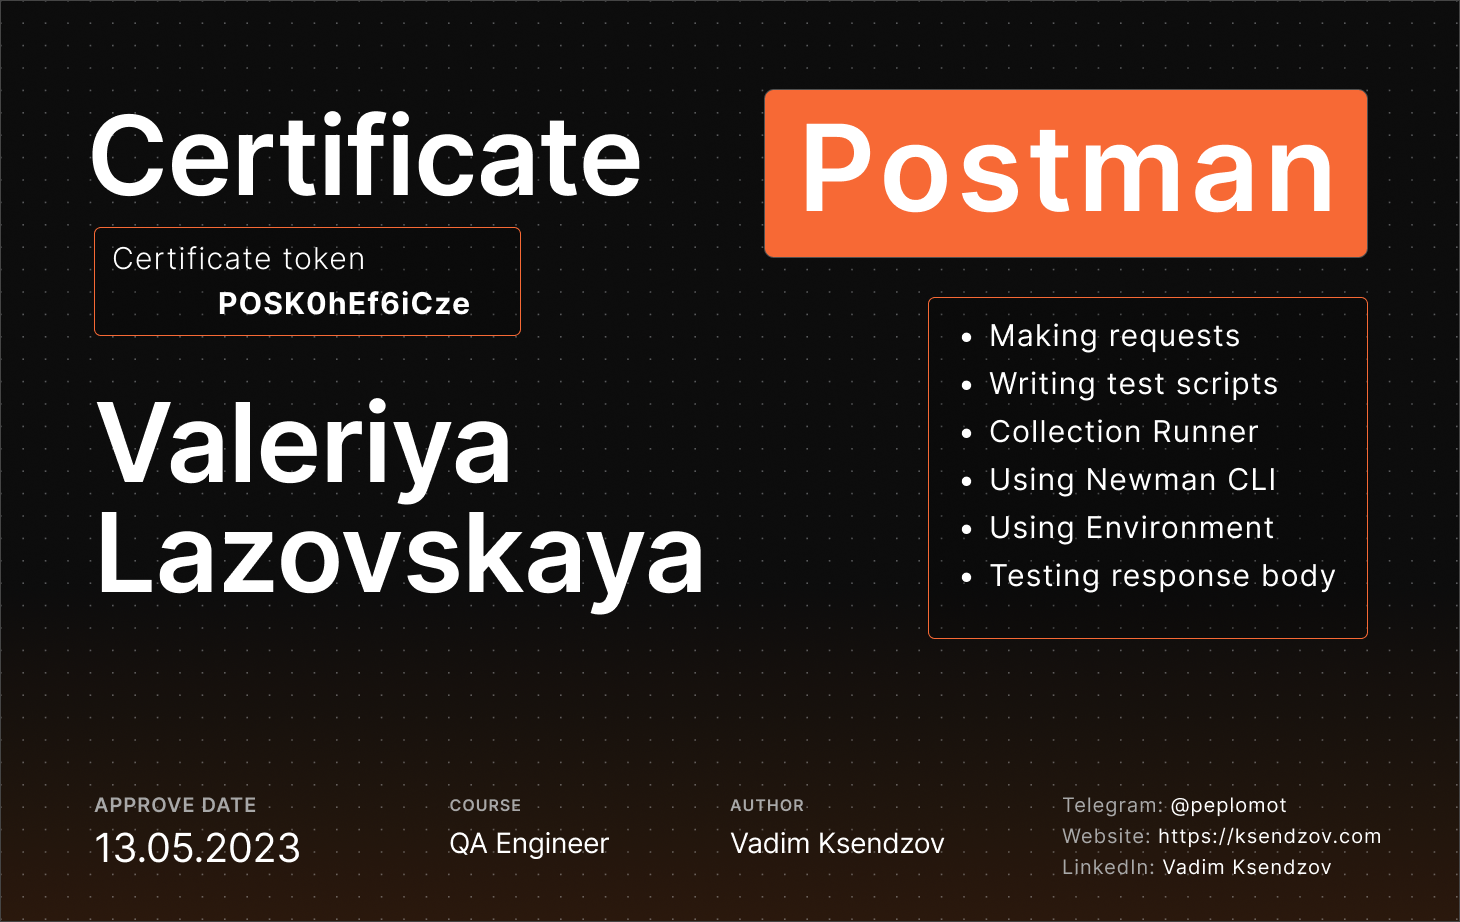 Certificate
Postman
Certificate token
POSK0hEf6iCze
Valeriya
Lazovskaya
• Making requests
• Writing test scripts
• Collection Runner
• Using Newman CLI
• Using Environment
• Testing response body
APPROVE DATE
13.05.2023
COURSE
QA Engineer
AUTHOR
Vadim Ksendzov
Telegram: @peplomot
Website: https://ksendzov.com
LinkedIn: Vadim Ksendzov